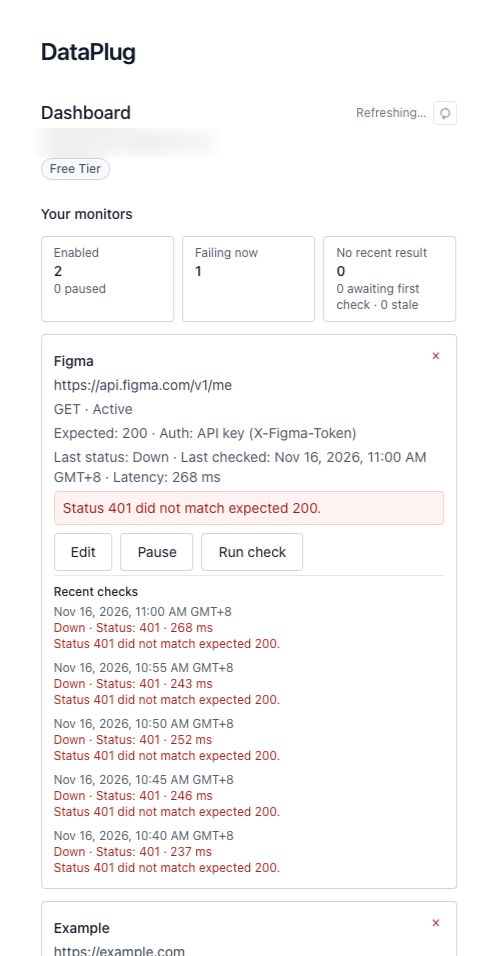 DataPlug
Dashboard
Refreshing...
Free Tier
Your monitors
Enabled
2
0 paused
Failing now
1
No recent result
0
0 awaiting first
check · 0 stale
Figma
x
https://api.figma.com/v1/me
GET · Active
Expected: 200 · Auth: API key (X-Figma-Token)
Last status: Down · Last checked: Nov 16, 2026, 11:00 AM
GMT+8 · Latency: 268 ms
Status 401 did not match expected 200.
Edit
Pause
Run check
Recent checks
Nov 16, 2026, 11:00 AM GMT+8
Down · Status: 401 · 268 ms
Status 401 did not match expected 200.
Nov 16, 2026, 10:55 AM GMT+8
Down · Status: 401 · 243 ms
Status 401 did not match expected 200.
Nov 16, 2026, 10:50 AM GMT+8
Down · Status: 401 · 252 ms
Status 401 did not match expected 200.
Nov 16, 2026, 10:45 AM GMT+8
Down · Status: 401 · 246 ms
Status 401 did not match expected 200.
Nov 16, 2026, 10:40 AM GMT+8
Down · Status: 401 · 237 ms
Status 401 did not match expected 200.
Example
x
https://example.com